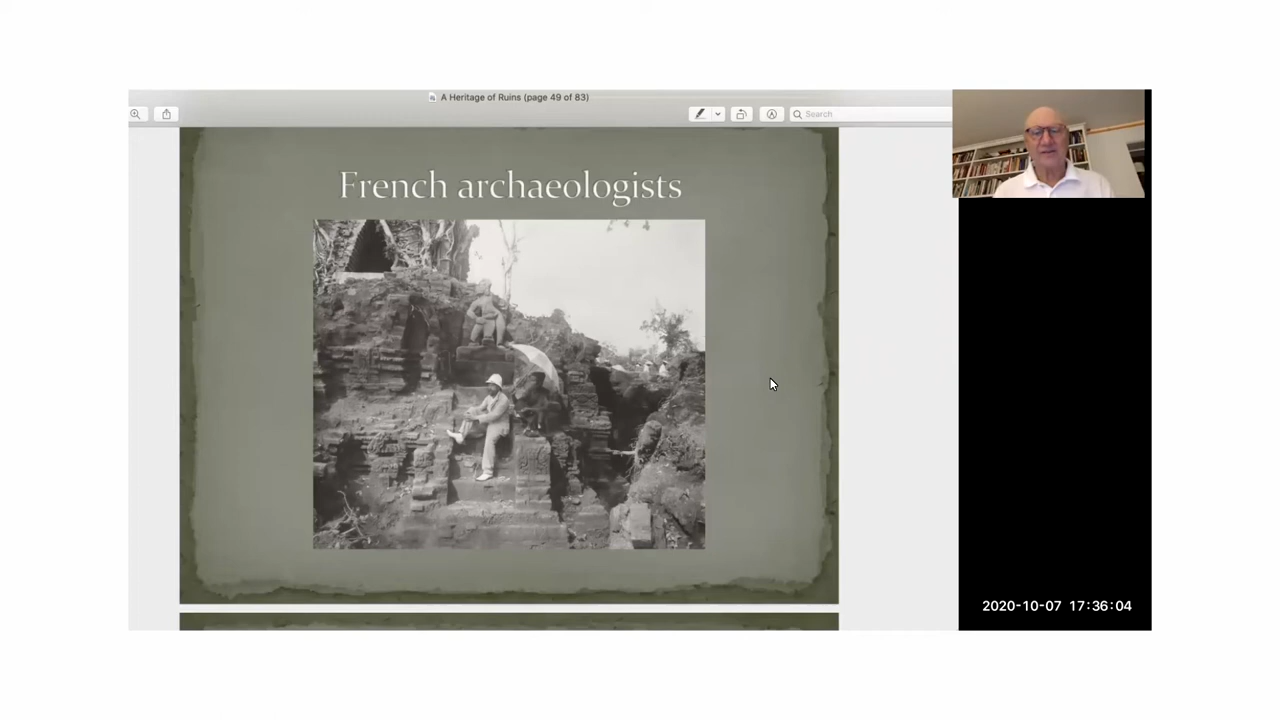 A Heritage of Ruins (page 49 of 83)
Search
French archaeologists
2020-10-07 17:36:04